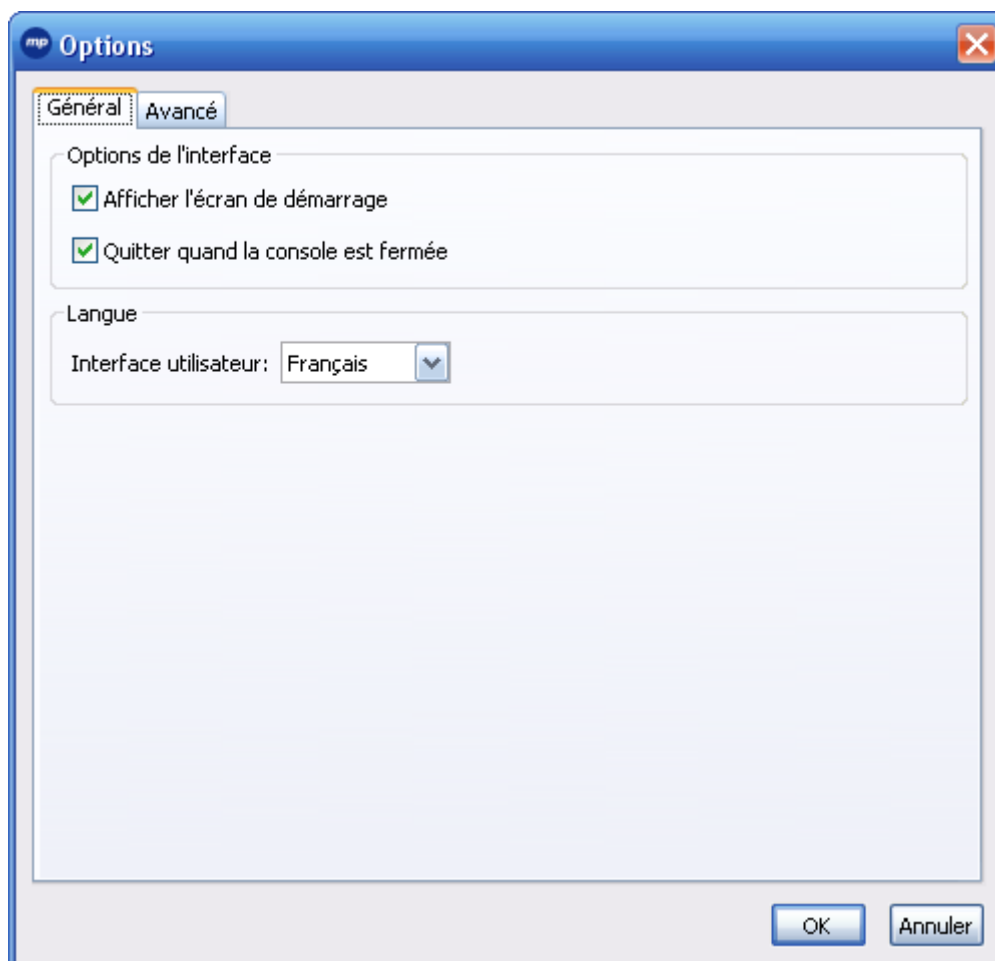 mp Options
Général Avancé
Options de l'interface
Afficher l'écran de démarrage
Quitter quand la console est fermée
Langue
Interface utilisateur: Français
OK Annuler